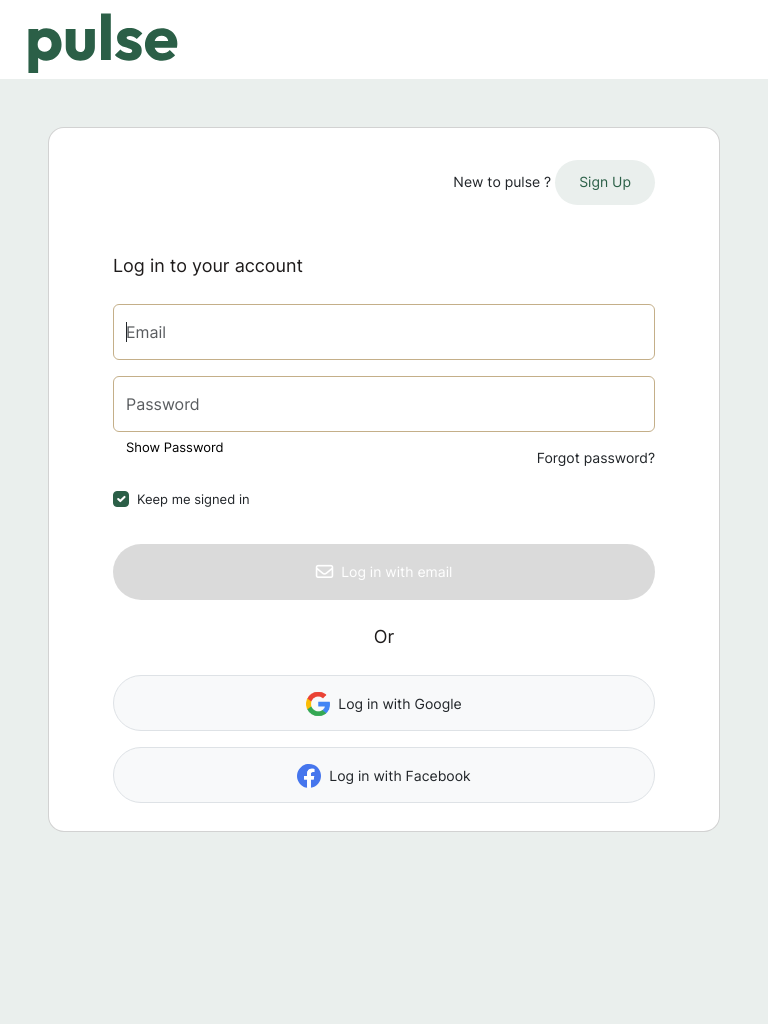 pulse
New to pulse ? Sign Up
Log in to your account
Email
Password
Show Password
Forgot password?
Keep me signed in
Log in with email
Or
Log in with Google
Log in with Facebook